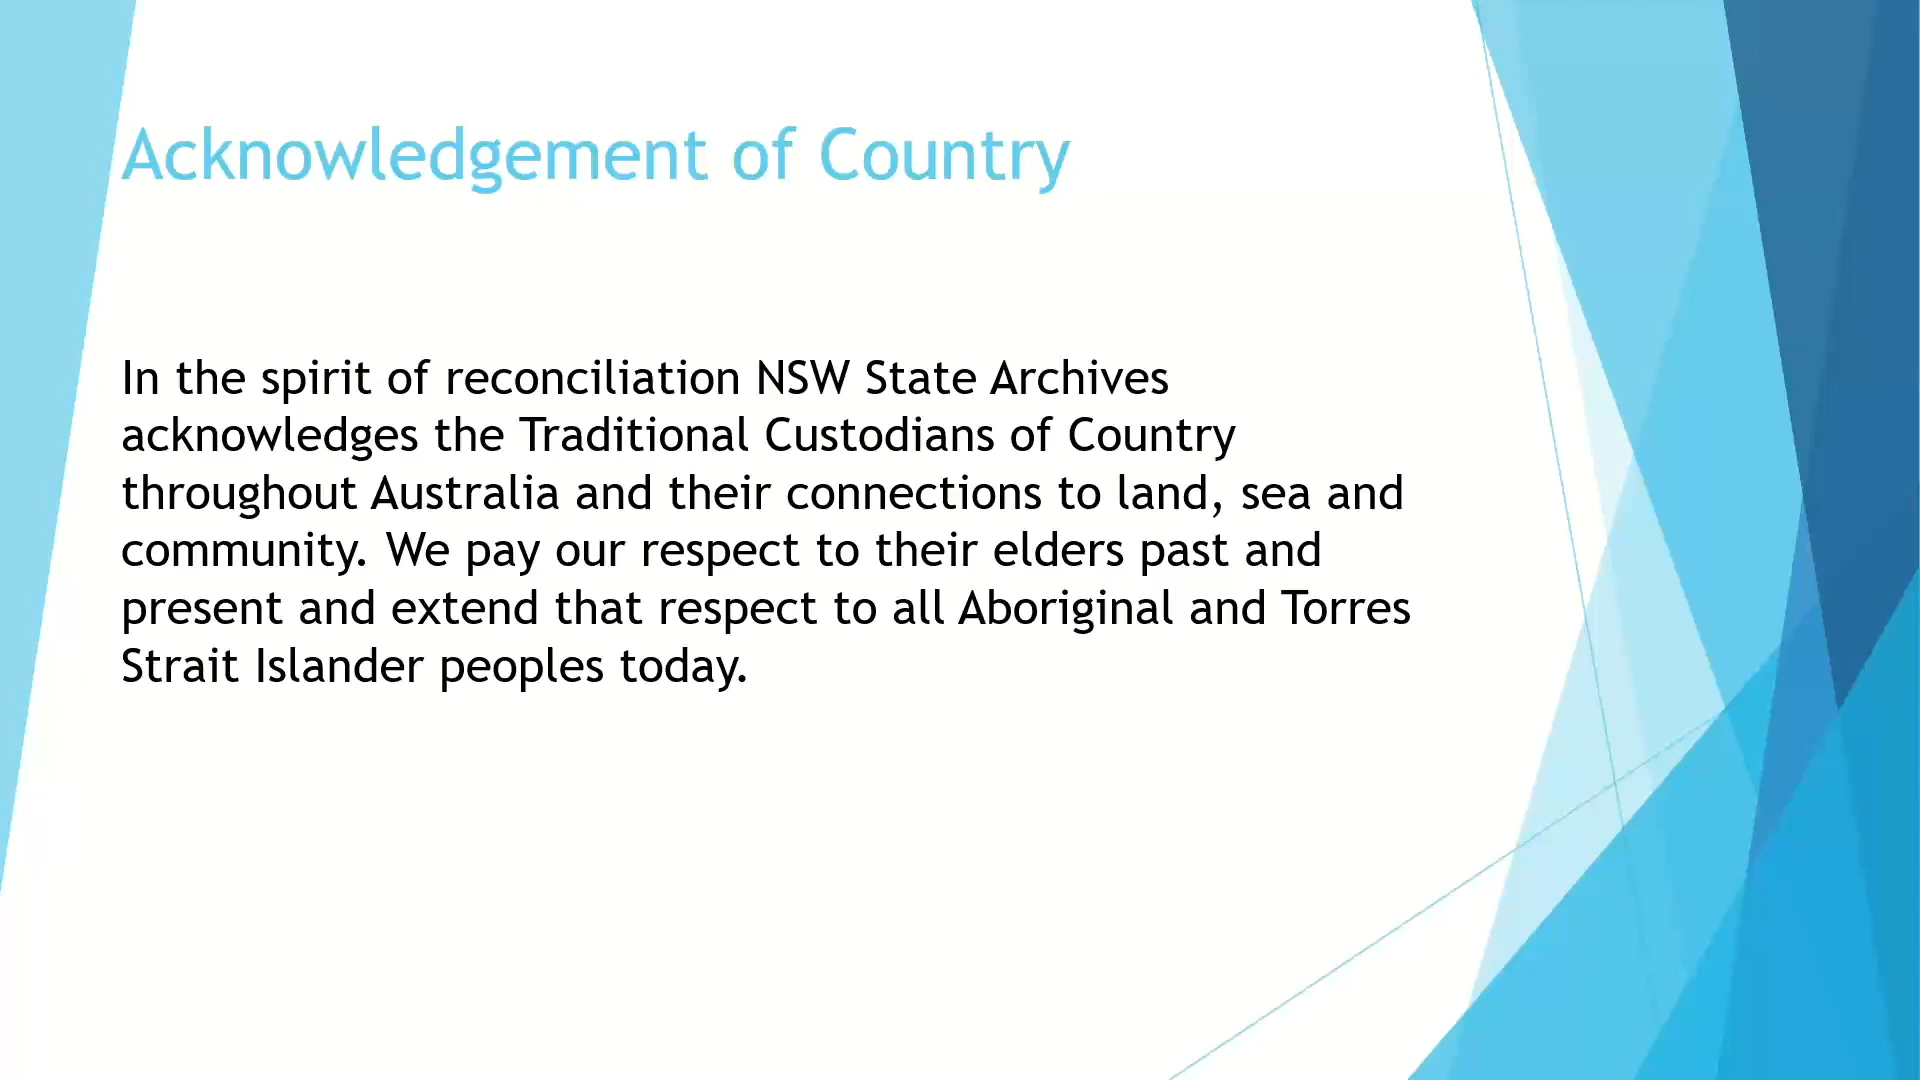 Acknowledgement of Country
In the spirit of reconciliation NSW State Archives
acknowledges the Traditional Custodians of Country
throughout Australia and their connections to land, sea and
community. We pay our respect to their elders past and
present and extend that respect to all Aboriginal and Torres
Strait Islander peoples today.